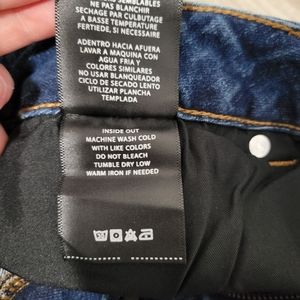 SEMBLABLES
NE PAS BLANCHIR
SECHAGE PAR CULBUTAGE
A BASSE TEMPERATURE
FERTIEDE, SI NECESSAIRE
ADENTRO HACIA AFUERA
LAVAR A MAQUINA CON
AGUA FRIA Y
COLORES SIMILARES
NO USAR BLANQUEADOR
CICLO DE SECADO LENTO
UTILIZAR PLANCHA
TEMPLADA
INSIDE OUT
MACHINE WASH COLD
WITH LIKE COLORS
DO NOT BLEACH
TUMBLE DRY LOW
WARM IRON IF NEEDED